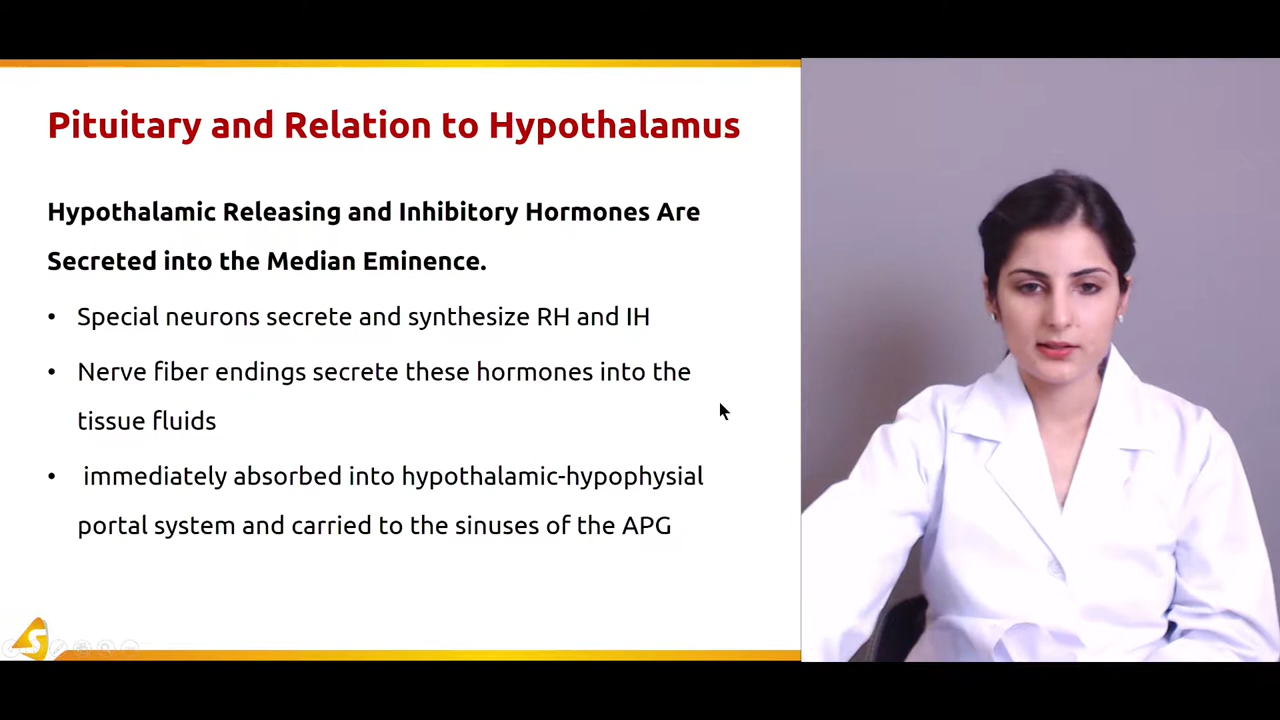 Pituitary and Relation to Hypothalamus
Hypothalamic Releasing and Inhibitory Hormones Are
Secreted into the Median Eminence.
• Special neurons secrete and synthesize RH and IH
• Nerve fiber endings secrete these hormones into the
tissue fluids
• immediately absorbed into hypothalamic-hypophysial
portal system and carried to the sinuses of the APG
S